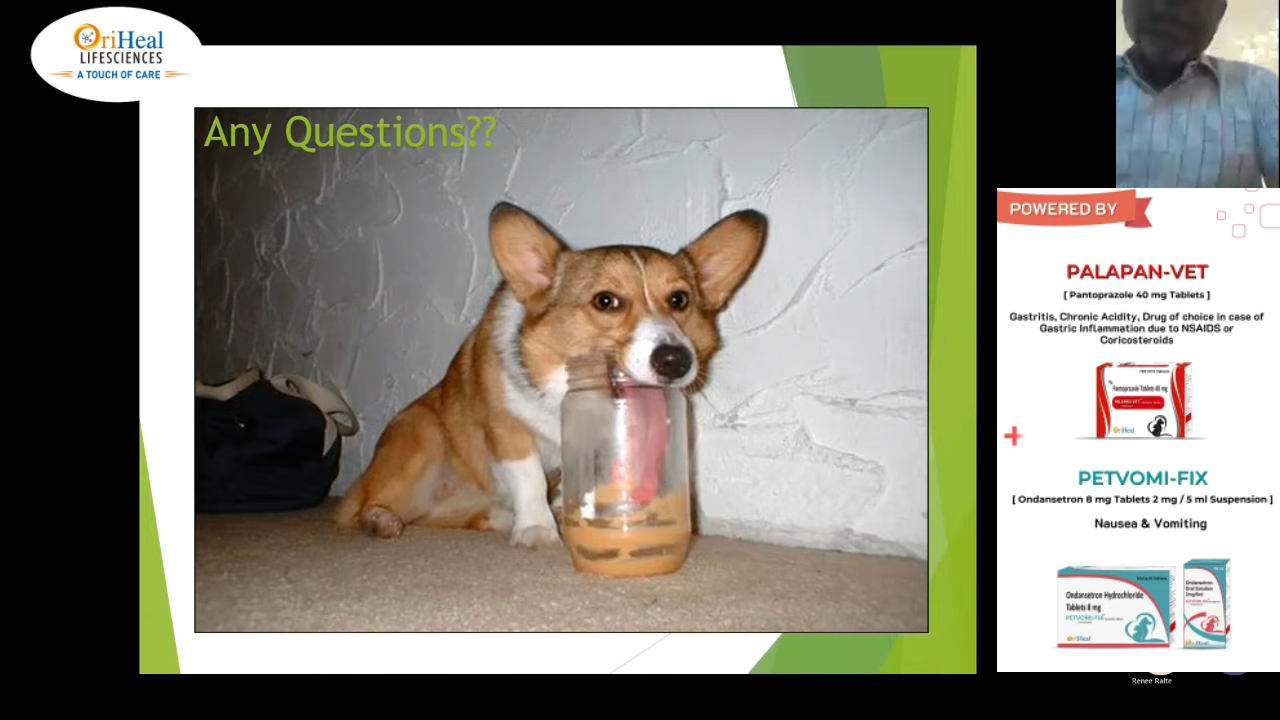 OriHeal
LIFESCIENCES
A TOUCH OF CARE
Any Questions??
POWERED BY
PALAPAN-VET
[ Pantoprazole 40 mg Tablets ]
Gastritis, Chronic Acidity, Drug of choice in case of
Gastric Inflammation due to NSAIDS or
Coricosteroids
Pantoprazole Tablets 40 mg
PALAPAN-VET
OriHeal
PETVOMI-FIX
[ Ondansetron 8 mg Tablets 2 mg / 5 ml Suspension ]
Nausea & Vomiting
Ondansetron Hydrochloride
Tablets 8 mg
PETVOMI-FIX
OriHeal
Ondansetron
Oral Solution
2mg/5ml
OriHeal
Renee Ralte